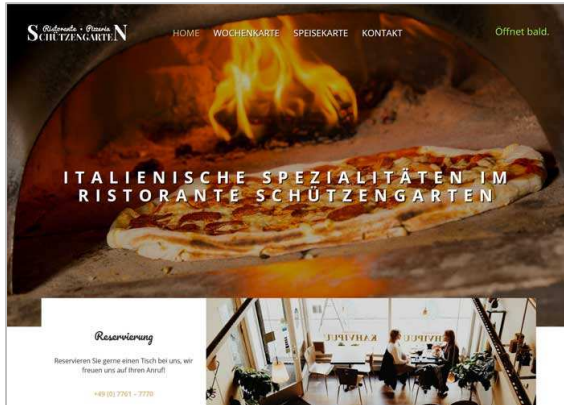 Ristorante • Pizzeria
SCHÜTZENGARTEN
HOME WOCHENKARTE SPEISEKARTE KONTAKT
Öffnet bald.
ITALIENISCHE SPEZIALITÄTEN IM
RISTORANTE SCHÜTZENGARTEN
Reservierung
Reservieren Sie gerne einen Tisch bei uns, wir
freuen uns auf Ihren Anruf!
+49 (0) 7761 - 7770
KAHVIPUU